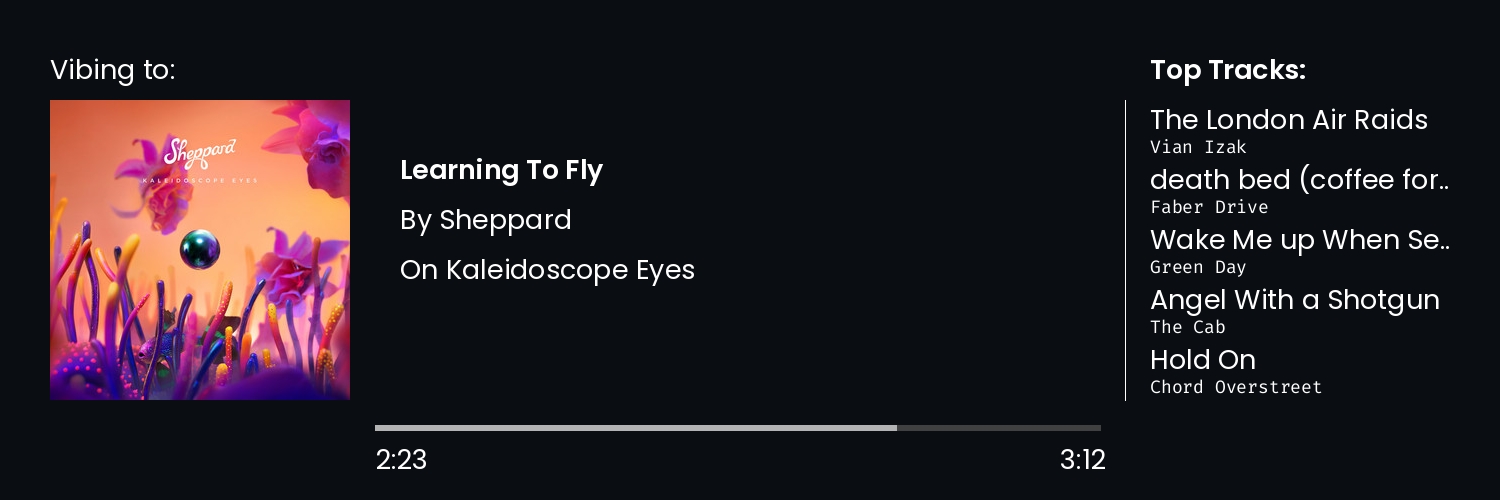 Vibing to:
Sheppard
KALEIDOSCOPE EYES
Learning To Fly
By Sheppard
On Kaleidoscope Eyes
2:23
3:12
Top Tracks:
The London Air Raids
Vian Izak
death bed (coffee for..
Faber Drive
Wake Me up When Se..
Green Day
Angel With a Shotgun
The Cab
Hold On
Chord Overstreet